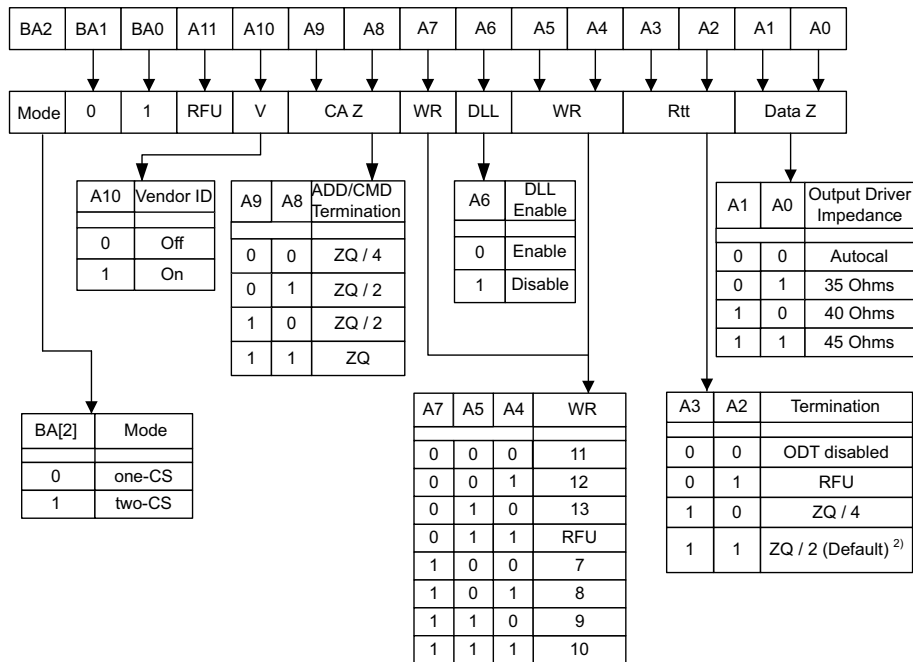 BA2 BA1 BA0 A11 A10 A9 A8 A7 A6 A5 A4 A3 A2 A1 A0
Mode 0 1 RFU V CA Z WR DLL WR Rtt Data Z
A10 Vendor ID
0 Off
1 On
A9 A8 ADD/CMD Termination
0 0 ZQ / 4
0 1 ZQ / 2
1 0 ZQ / 2
1 1 ZQ
A6 DLL Enable
0 Enable
1 Disable
A1 A0 Output Driver Impedance
0 0 Autocal
0 1 35 Ohms
1 0 40 Ohms
1 1 45 Ohms
BA[2] Mode
0 one-CS
1 two-CS
A7 A5 A4 WR
0 0 0 11
0 0 1 12
0 1 0 13
0 1 1 RFU
1 0 0 7
1 0 1 8
1 1 0 9
1 1 1 10
A3 A2 Termination
0 0 ODT disabled
0 1 RFU
1 0 ZQ / 4
1 1 ZQ / 2 (Default) 2)